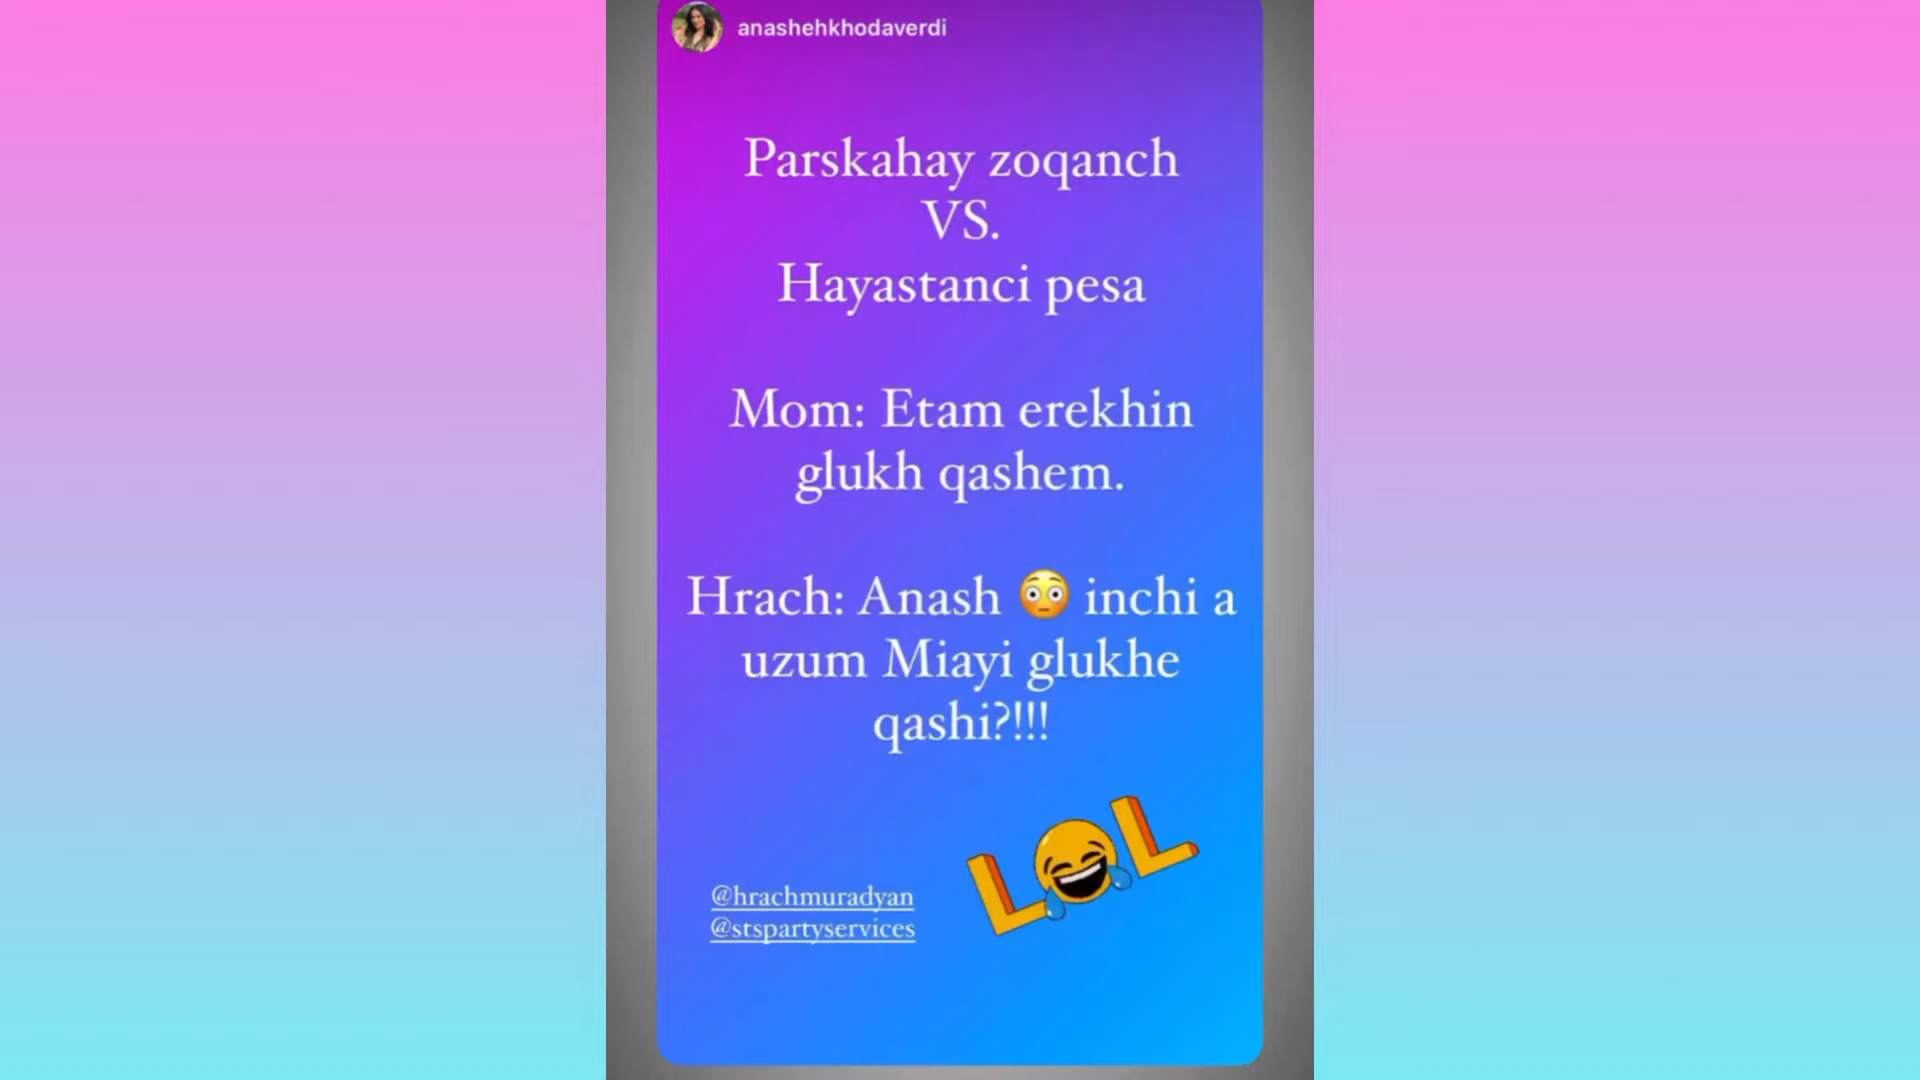 anashehkhodaverdi
Parskahay zoqanch
VS.
Hayastanci pesa
Mom: Etam erekhin
glukh qashem.
Hrach: Anash 😳 inchi a
uzum Miayi glukhe
qashi?!!!
LOL
@hrachmuradyan
@stspartyservices